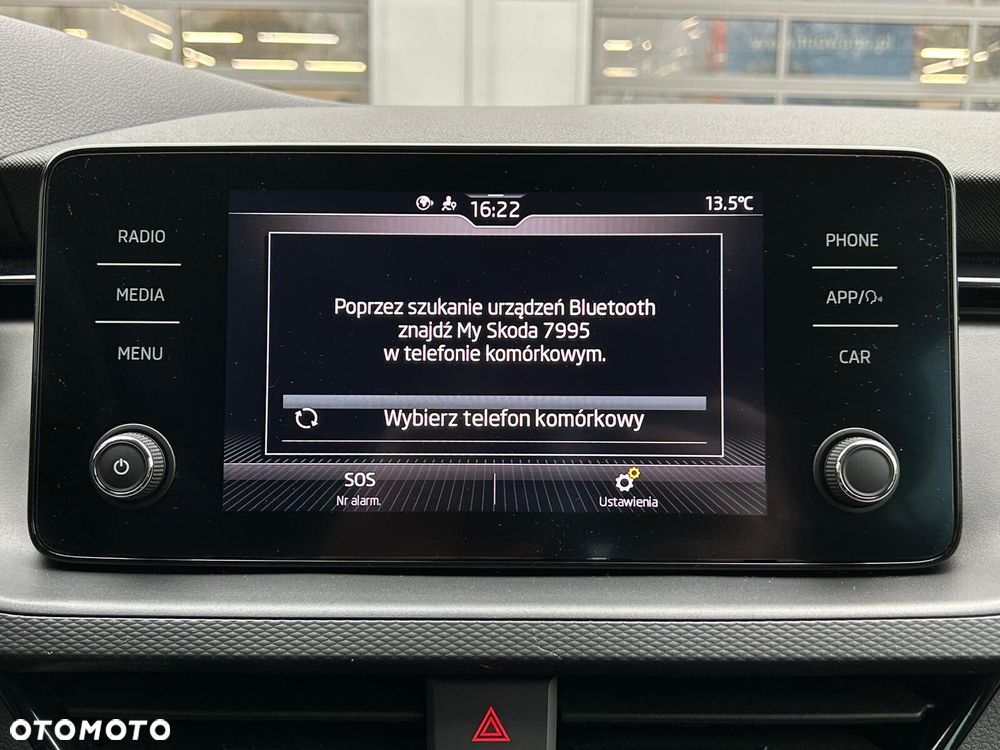 16:22
13.5°C
RADIO
MEDIA
MENU
Poprzez szukanie urządzeń Bluetooth
znajdź My Skoda 7995
w telefonie komórkowym.
Wybierz telefon komórkowy
SOS
Nr alarm.
Ustawienia
PHONE
APP/
CAR
OTOMOTO